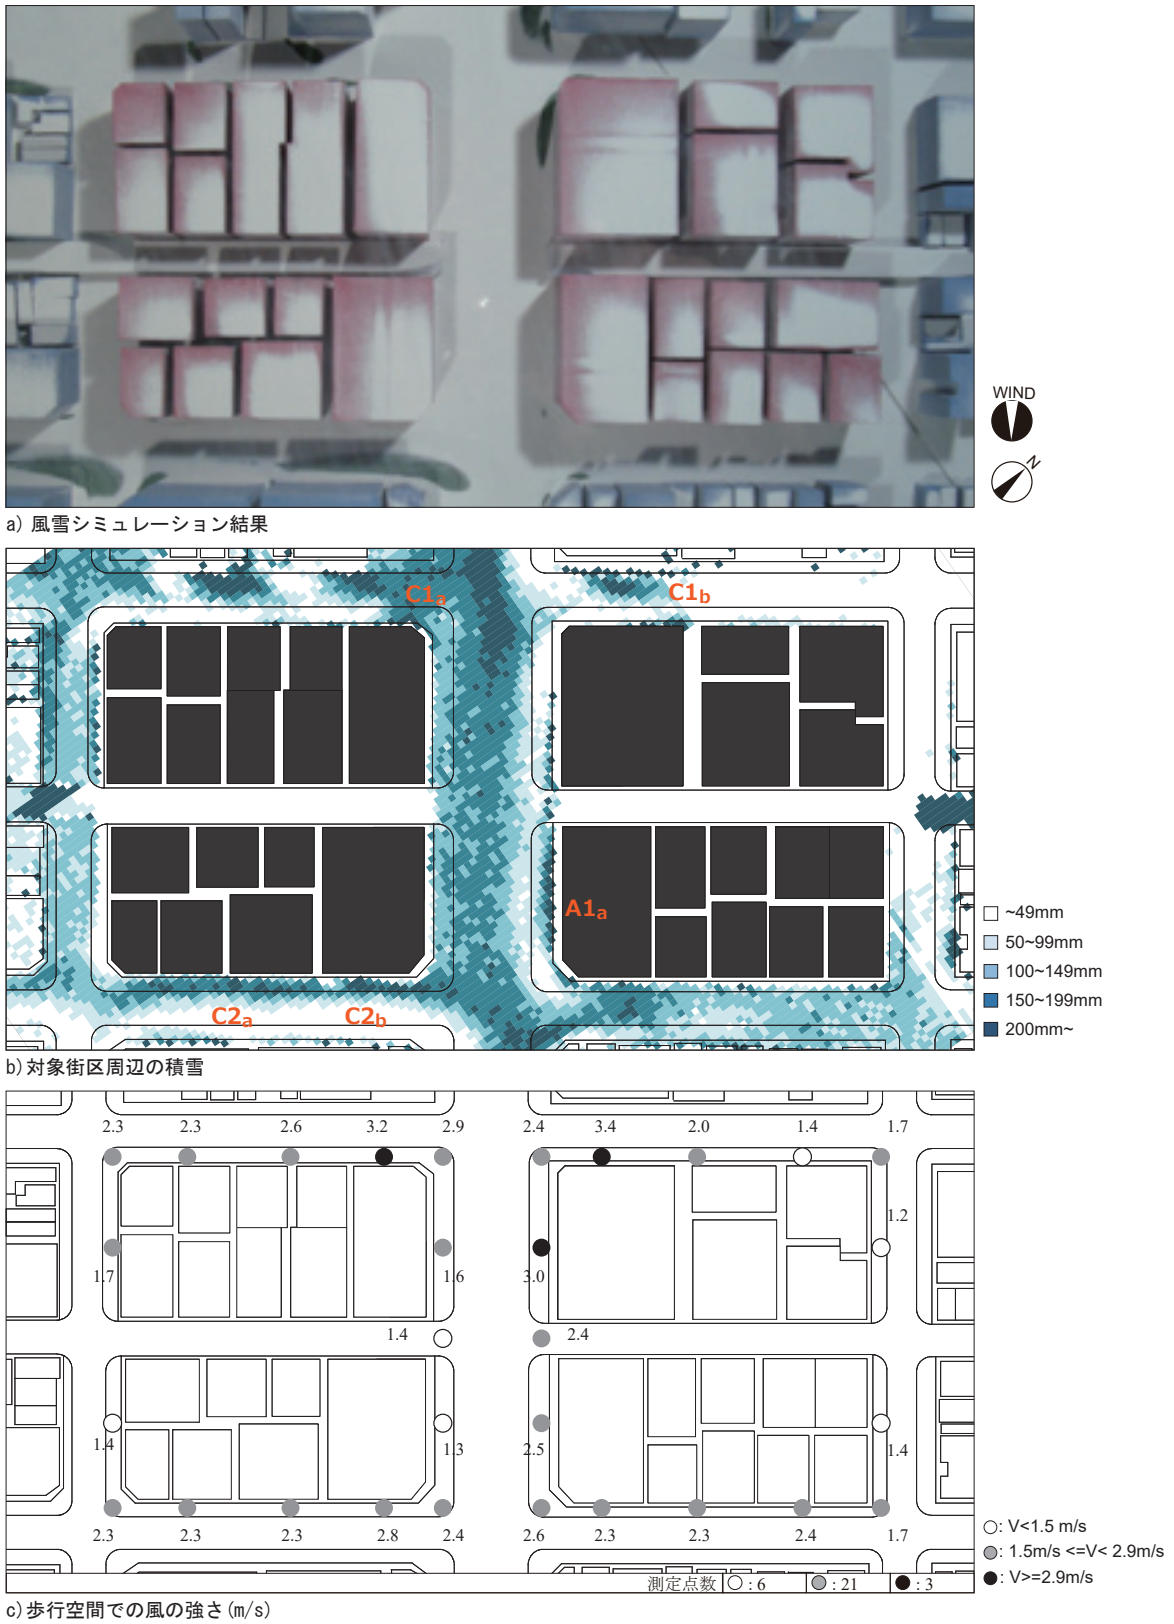 WIND
N
a) 風雪シミュレーション結果
C1a
C1b
A1a
C2a
C2b
~49mm
50~99mm
100~149mm
150~199mm
200mm~
b)対象街区周辺の積雪
2.3 2.3 2.6 3.2 2.9 2.4 3.4 2.0 1.4 1.7
1.2
1.7 1.6 3.0
1.4 2.4
1.4 1.3 2.5 1.4
2.3 2.3 2.3 2.8 2.4 2.6 2.3 2.3 2.4 1.7
測定点数 : 6 : 21 : 3
: V<1.5 m/s
: 1.5m/s <=V< 2.9m/s
: V>=2.9m/s
c)歩行空間での風の強さ(m/s)